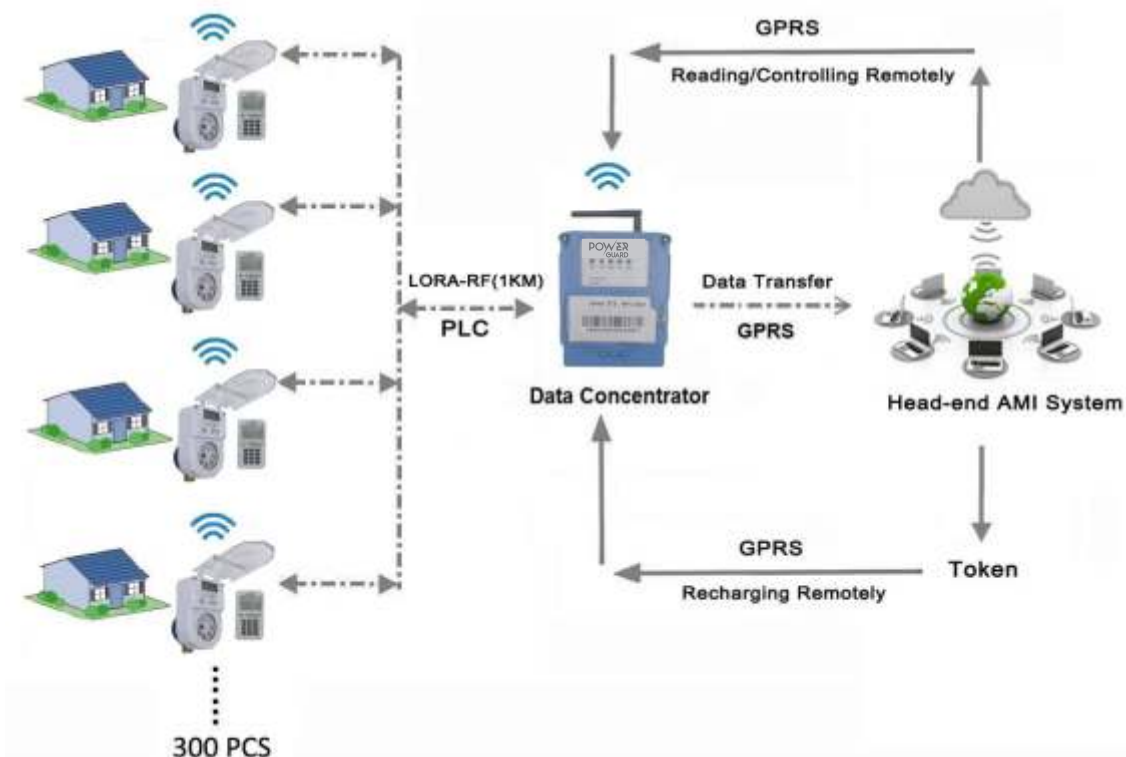 GPRS
Reading/Controlling Remotely
POWER
GUARD
LORA-RF(1KM)
PLC
Data Transfer
GPRS
Data Concentrator
Head-end AMI System
GPRS
Recharging Remotely
Token
300 PCS